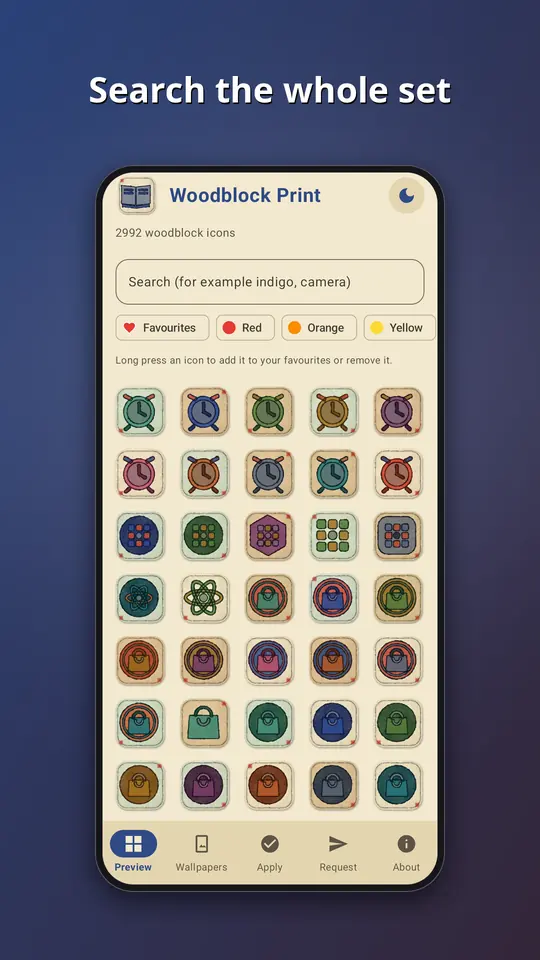 Search the whole set
Woodblock Print
2992 woodblock icons
Search (for example indigo, camera)
Favourites Red Orange Yellow
Long press an icon to add it to your favourites or remove it.
Preview Wallpapers Apply Request About